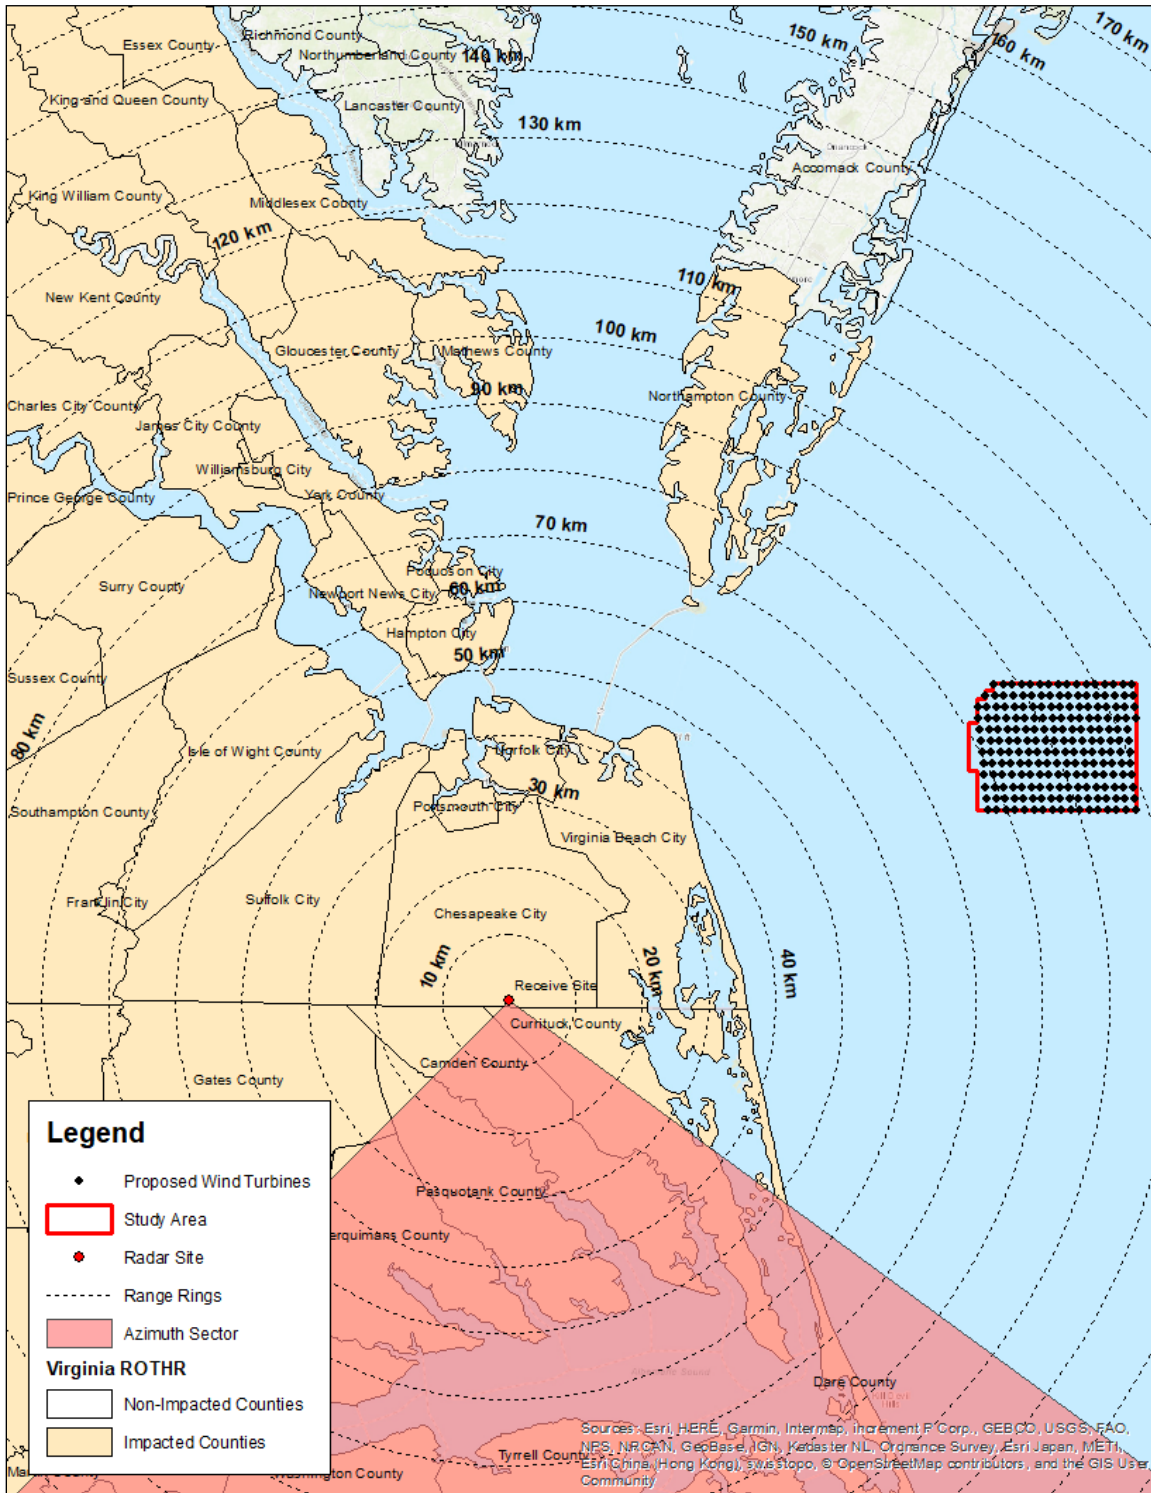 170 km
150 km
160 km
Richmond County
Essex County
Northumberland County
140 km
King and Queen County
Lancaster County
130 km
Accomack County
King William County
Middlesex County
120 km
110 km
New Kent County
100 km
Gloucester County
Mathews County
90 km
Northampton County
Charles City County
James City County
Williamsburg City
Prince George County
York County
70 km
Poquoson City
Surry County
60 km
Newport News City
Hampton City
50 km
Sussex County
80 km
Isle of Wight County
Norfolk City
30 km
Portsmouth City
Southampton County
Virginia Beach City
Franklin City
Suffolk City
Chesapeake City
10 km
20 km
40 km
Receive Site
Currituck County
Camden County
Gates County
Pasquotank County
erquimans County
Albemarle Sound
Dare County
Kill Devil
Hills
Tyrrell County
Washington County
Legend
Proposed Wind Turbines
Study Area
Radar Site
Range Rings
Azimuth Sector
Virginia ROTHR
Non-Impacted Counties
Impacted Counties
Sources: Esri, HERE, Garmin, Intermap, increment P Corp., GEBCO, USGS, FAO,
NPS, NRCAN, GeoBase, IGN, Kadaster NL, Ordnance Survey, Esri Japan, METI,
Esri China (Hong Kong), swisstopo, © OpenStreetMap contributors, and the GIS User
Community